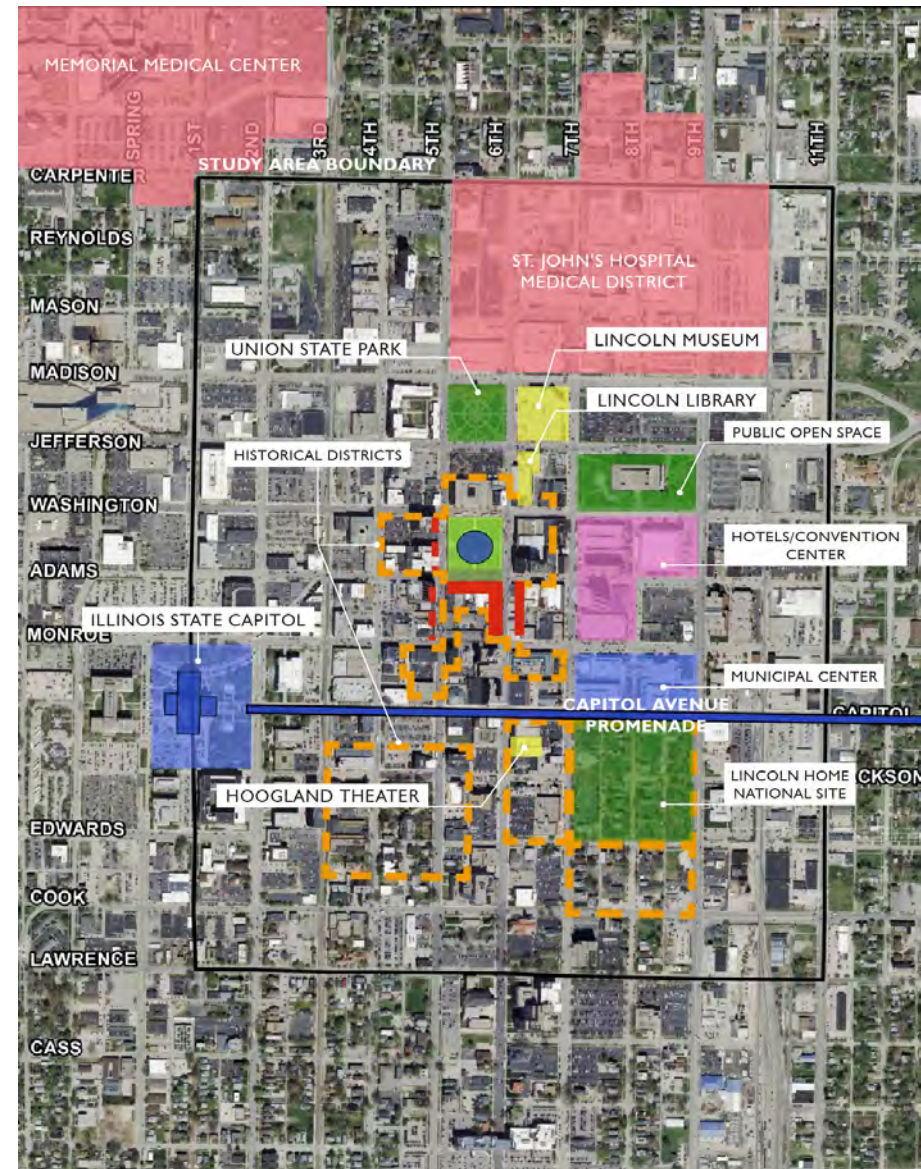 MEMORIAL MEDICAL CENTER
SPRING
1ST
2ND
3RD
4TH
5TH
6TH
7TH
8TH
9TH
11TH
STUDY AREA BOUNDARY
CARPENTER
REYNOLDS
ST. JOHN'S HOSPITAL
MEDICAL DISTRICT
MASON
LINCOLN MUSEUM
UNION STATE PARK
MADISON
LINCOLN LIBRARY
PUBLIC OPEN SPACE
JEFFERSON
HISTORICAL DISTRICTS
WASHINGTON
HOTELS/CONVENTION
CENTER
ADAMS
ILLINOIS STATE CAPITOL
MONROE
MUNICIPAL CENTER
CAPITOL AVENUE
PROMENADE
CAPITOL
LINCOLN HOME
NATIONAL SITE
CKSON
HOOGLAND THEATER
EDWARDS
COOK
LAWRENCE
CASS